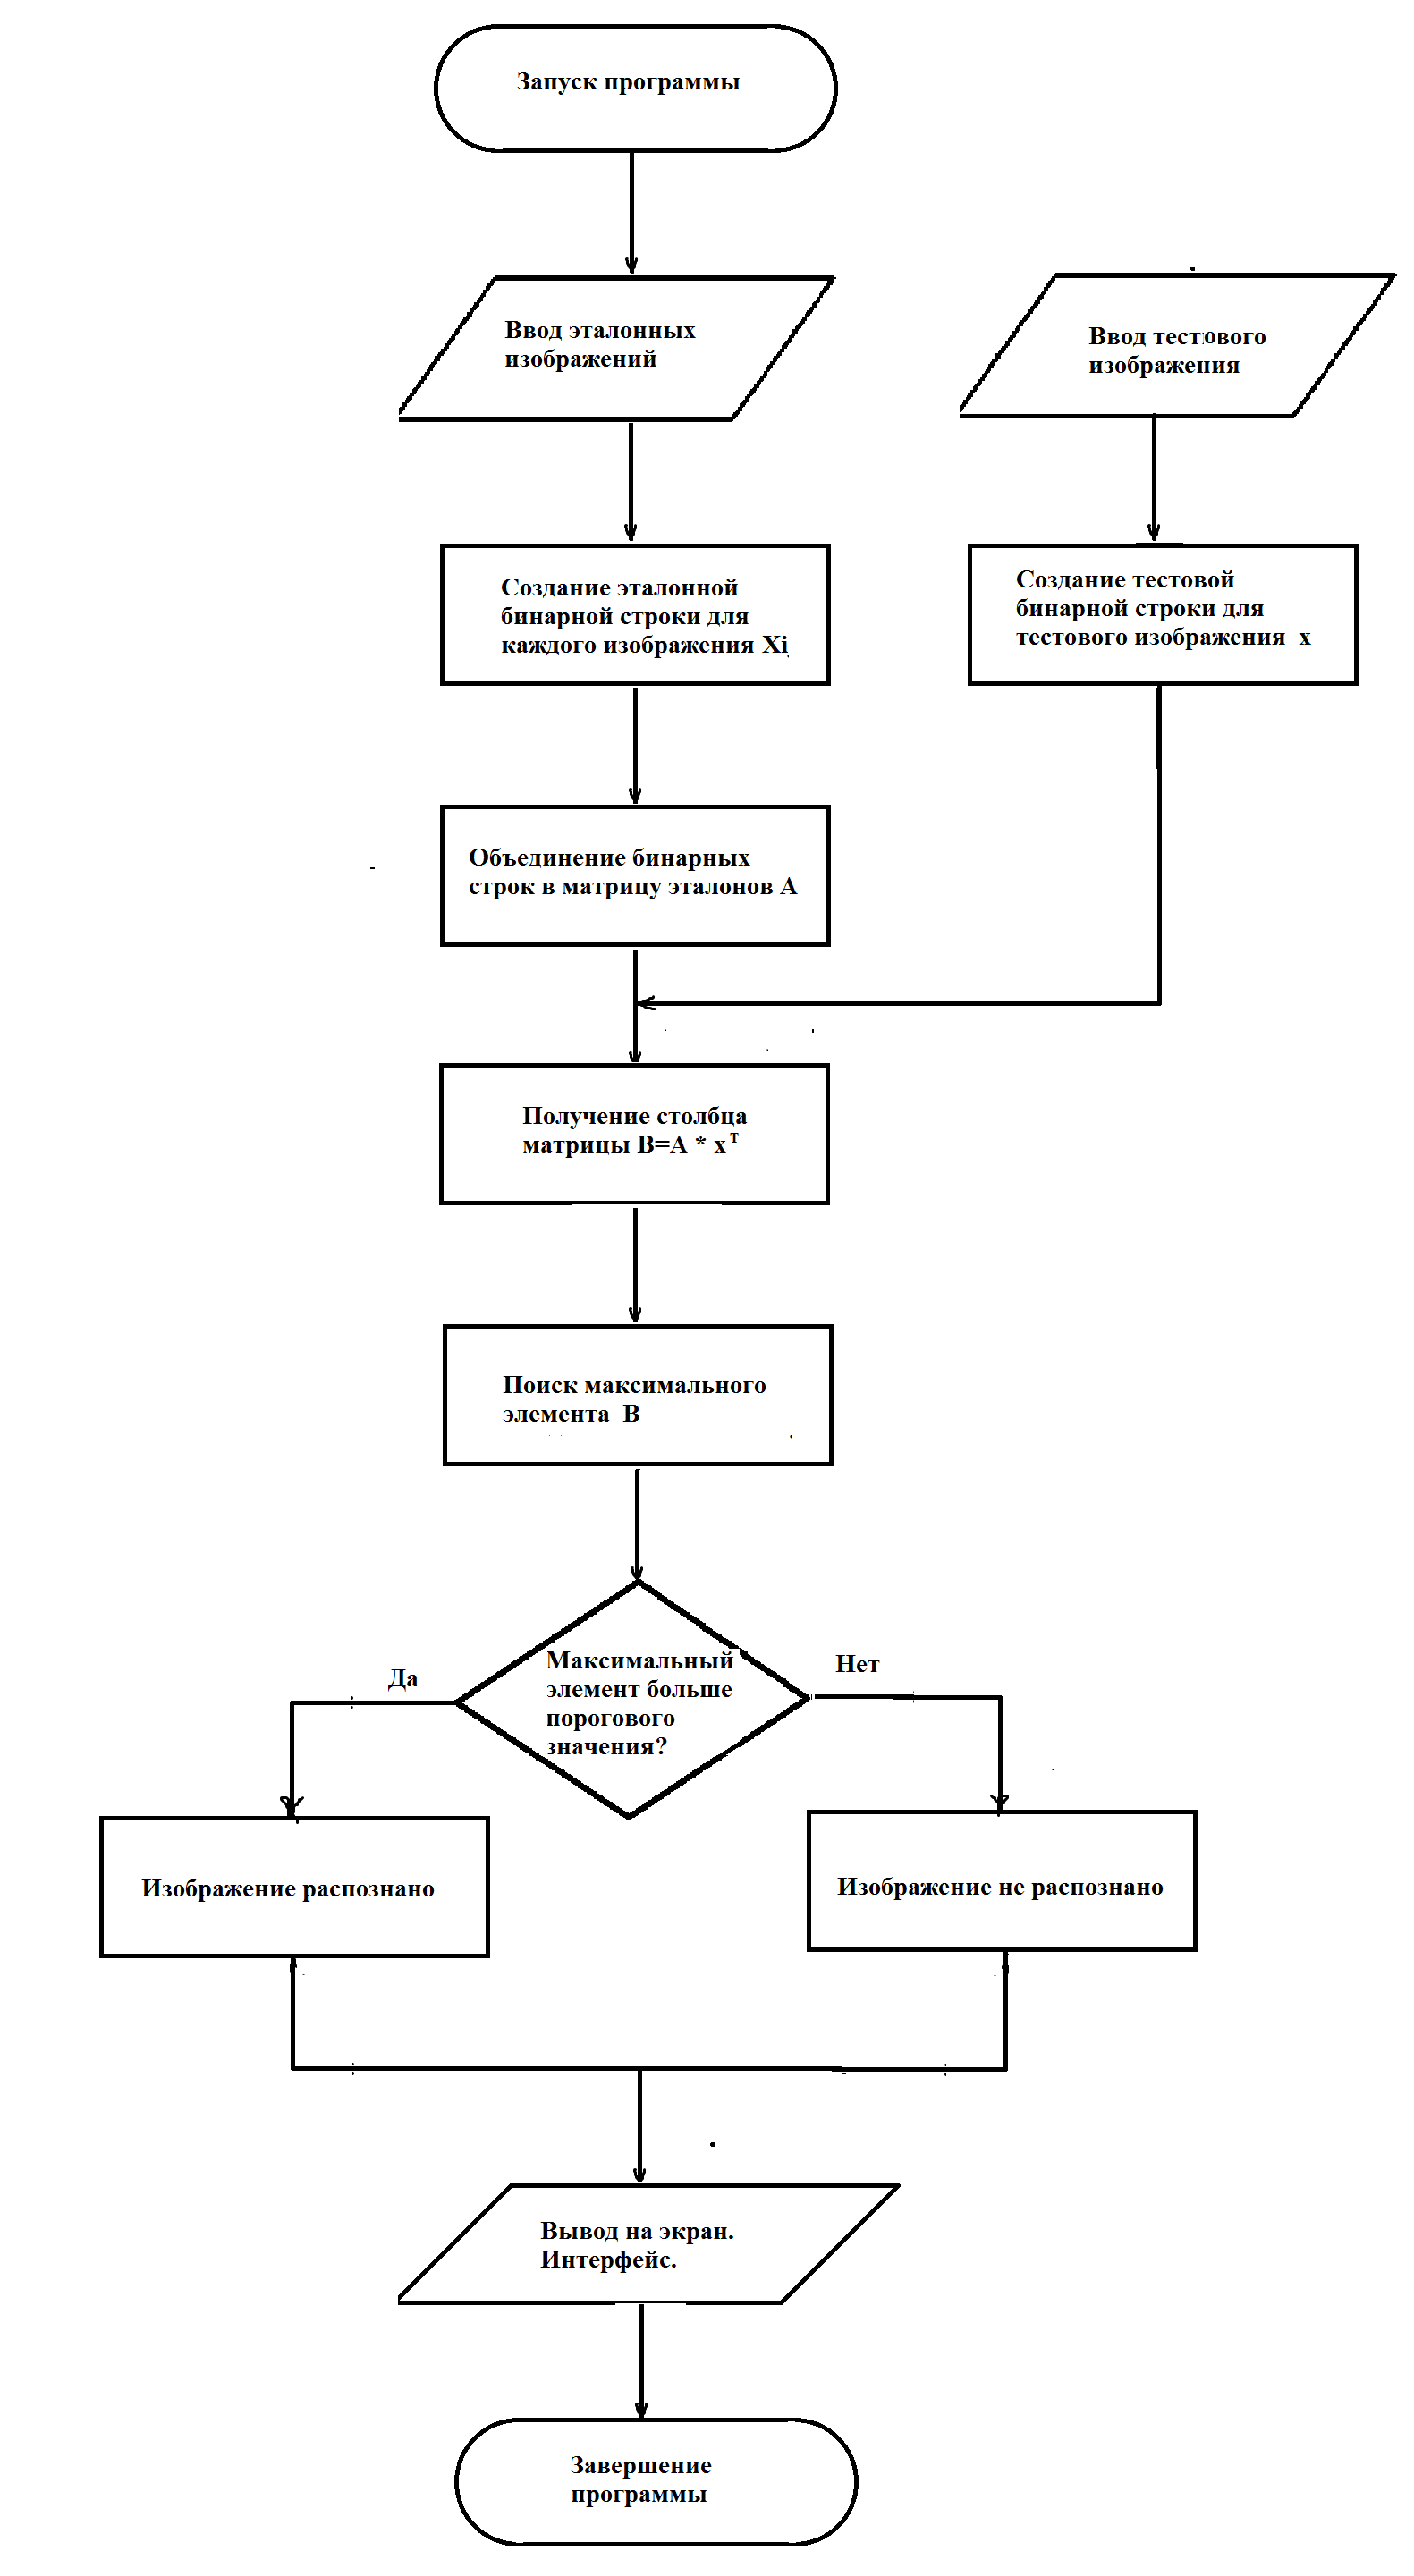 Запуск программы
Ввод эталонных
изображений
Ввод тестового
изображения
Создание эталонной
бинарной строки для
каждого изображения Xi
Создание тестовой
бинарной строки для
тестового изображения x
Объединение бинарных
строк в матрицу эталонов A
Получение столбца
матрицы B=A * x T
Поиск максимального
элемента B
Максимальный
элемент больше
порогового
значения?
Да
Нет
Изображение распознано
Изображение не распознано
Вывод на экран.
Интерфейс.
Завершение
программы